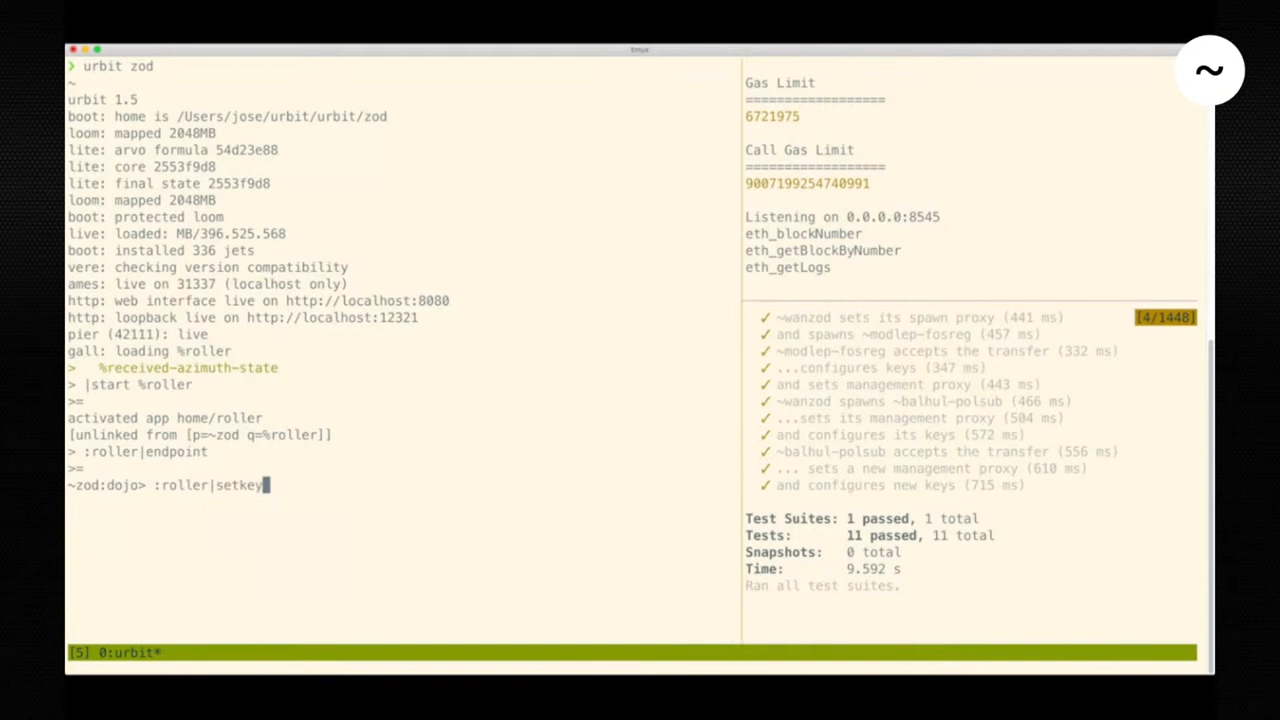 tmux
❯ urbit zod
~
urbit 1.5
boot: home is /Users/jose/urbit/urbit/zod
loom: mapped 2048MB
lite: arvo formula 54d23e88
lite: core 2553f9d8
lite: final state 2553f9d8
loom: mapped 2048MB
boot: protected loom
live: loaded: MB/396.525.568
boot: installed 336 jets
vere: checking version compatibility
ames: live on 31337 (localhost only)
http: web interface live on http://localhost:8080
http: loopback live on http://localhost:12321
pier (42111): live
gall: loading %roller
>   %received-azimuth-state
> |start %roller
>=
activated app home/roller
[unlinked from [p=~zod q=%roller]]
> :roller|endpoint
>=
~zod:dojo> :roller|setkey
Gas Limit
==================
6721975
Call Gas Limit
==================
9007199254740991
Listening on 0.0.0.0:8545
eth_blockNumber
eth_getBlockByNumber
eth_getLogs
✓ ~wanzod sets its spawn proxy (441 ms) [4/1448]
✓ and spawns ~modlep-fosreg (457 ms)
✓ ~modlep-fosreg accepts the transfer (332 ms)
✓ ...configures keys (347 ms)
✓ and sets management proxy (443 ms)
✓ ~wanzod spawns ~balhul-polsub (466 ms)
✓ ...sets its management proxy (504 ms)
✓ and configures its keys (572 ms)
✓ ~balhul-polsub accepts the transfer (556 ms)
✓ ... sets a new management proxy (610 ms)
✓ and configures new keys (715 ms)
Test Suites: 1 passed, 1 total
Tests: 11 passed, 11 total
Snapshots: 0 total
Time: 9.592 s
Ran all test suites.
[5] 0:urbit*
~